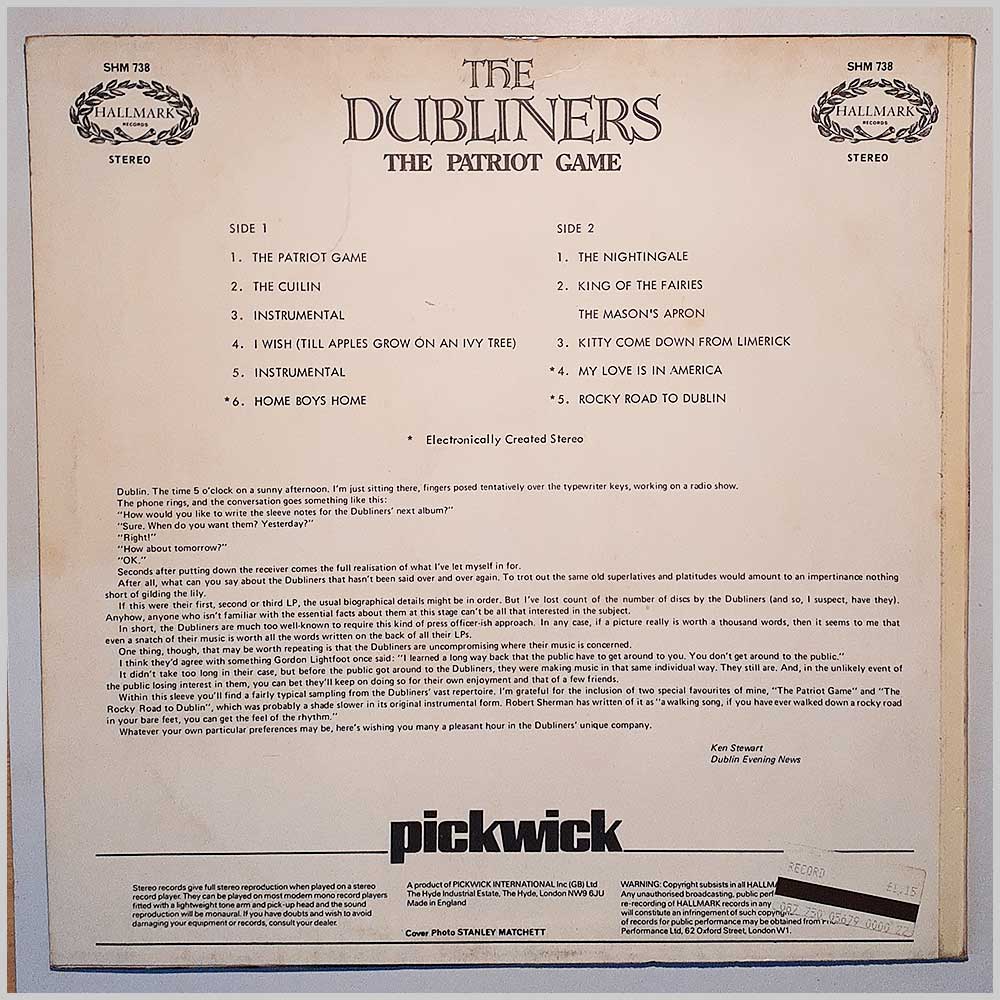 SHM 738
HALLMARK
RECORDS
STEREO
THE
DUBLINERS
THE PATRIOT GAME
SHM 738
HALLMARK
RECORDS
STEREO
SIDE 1
1. THE PATRIOT GAME
2. THE CUILIN
3. INSTRUMENTAL
4. I WISH (TILL APPLES GROW ON AN IVY TREE)
5. INSTRUMENTAL
*6. HOME BOYS HOME
SIDE 2
1. THE NIGHTINGALE
2. KING OF THE FAIRIES
THE MASON'S APRON
3. KITTY COME DOWN FROM LIMERICK
*4. MY LOVE IS IN AMERICA
*5. ROCKY ROAD TO DUBLIN
* Electronically Created Stereo
Dublin. The time 5 o'clock on a sunny afternoon. I'm just sitting there, fingers posed tentatively over the typewriter keys, working on a radio show.
The phone rings, and the conversation goes something like this:
"How would you like to write the sleeve notes for the Dubliners' next album?"
"Sure. When do you want them? Yesterday?"
"Right!"
"How about tomorrow?"
"OK."
Seconds after putting down the receiver comes the full realisation of what I've let myself in for.
After all, what can you say about the Dubliners that hasn't been said over and over again. To trot out the same old superlatives and platitudes would amount to an impertinance nothing
short of gilding the lily.
If this were their first, second or third LP, the usual biographical details might be in order. But I've lost count of the number of discs by the Dubliners (and so, I suspect, have they).
Anyhow, anyone who isn't familiar with the essential facts about them at this stage can't be all that interested in the subject.
In short, the Dubliners are much too well-known to require this kind of press officer-ish approach. In any case, if a picture really is worth a thousand words, then it seems to me that
even a snatch of their music is worth all the words written on the back of all their LPs.
One thing, though, that may be worth repeating is that the Dubliners are uncompromising where their music is concerned.
I think they'd agree with something Gordon Lightfoot once said: "I learned a long way back that the public have to get around to you. You don't get around to the public."
It didn't take too long in their case, but before the public got around to the Dubliners, they were making music in that same individual way. They still are. And, in the unlikely event of
the public losing interest in them, you can bet they'll keep on doing so for their own enjoyment and that of a few friends.
Within this sleeve you'll find a fairly typical sampling from the Dubliners' vast repertoire. I'm grateful for the inclusion of two special favourites of mine, "The Patriot Game" and "The
Rocky Road to Dublin", which was probably a shade slower in its original instrumental form. Robert Sherman has written of it as "a walking song, if you have ever walked down a rocky road
in your bare feet, you can get the feel of the rhythm."
Whatever your own particular preferences may be, here's wishing you many a pleasant hour in the Dubliners' unique company.
Ken Stewart
Dublin Evening News
pickwick
Stereo records give full stereo reproduction when played on a stereo
record player. They can be played on most modern mono record players
fitted with a lightweight tone arm and pick-up head and the sound
reproduction will be monaural. If you have doubts and wish to avoid
damaging your equipment or records, consult your dealer.
A product of PICKWICK INTERNATIONAL Inc (GB) Ltd
The Hyde Industrial Estate, The Hyde, London NW9 6JU
Made in England
Cover Photo STANLEY MATCHETT
WARNING: Copyright subsists in all
Any unauthorised broadcasting, public
re-recording of HALLMARK records in any
will constitute an infringement of such
of records for public performance may be obtained from
Performance Ltd, 62 Oxford Street, London W1.
RECORD
£1.15